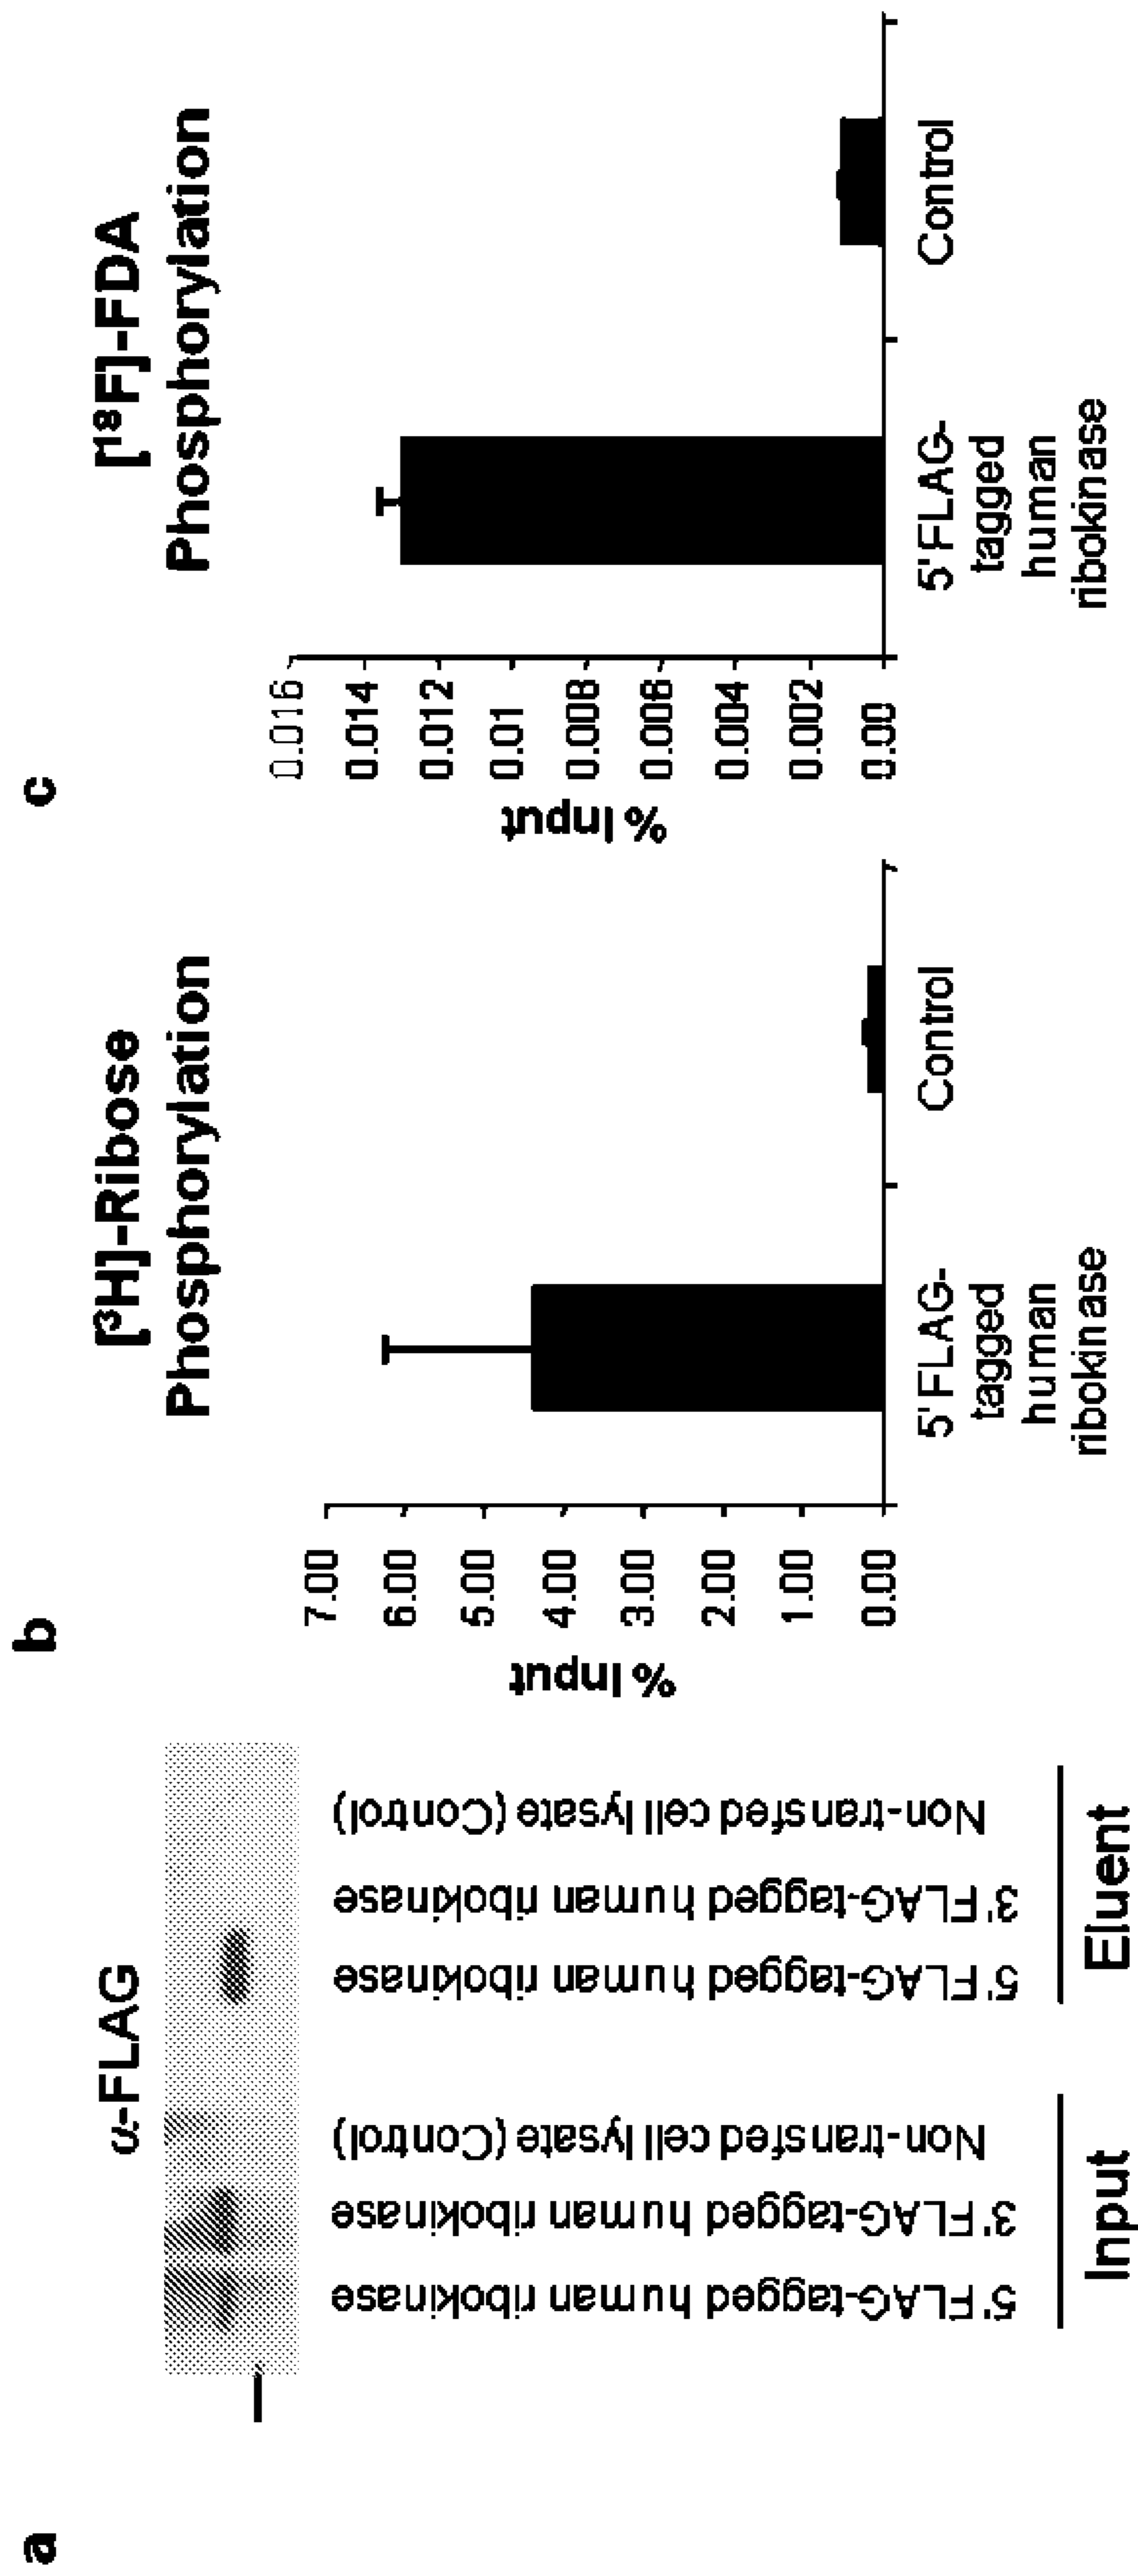 a
α-FLAG
5'FLAG-tagged human ribokinase
3'FLAG-tagged human ribokinase
Non-transfed cell lysate (Control)
5'FLAG-tagged human ribokinase
3'FLAG-tagged human ribokinase
Non-transfed cell lysate (Control)
Input
Eluent
b
[³H]-Ribose
Phosphorylation
% Input
7.00
6.00
5.00
4.00
3.00
2.00
1.00
0.00
5'FLAG-
tagged
human
ribokinase
Control
c
[¹⁸F]-FDA
Phosphorylation
% Input
0.016
0.014
0.012
0.01
0.008
0.006
0.004
0.002
0.00
5'FLAG-
tagged
human
ribokinase
Control